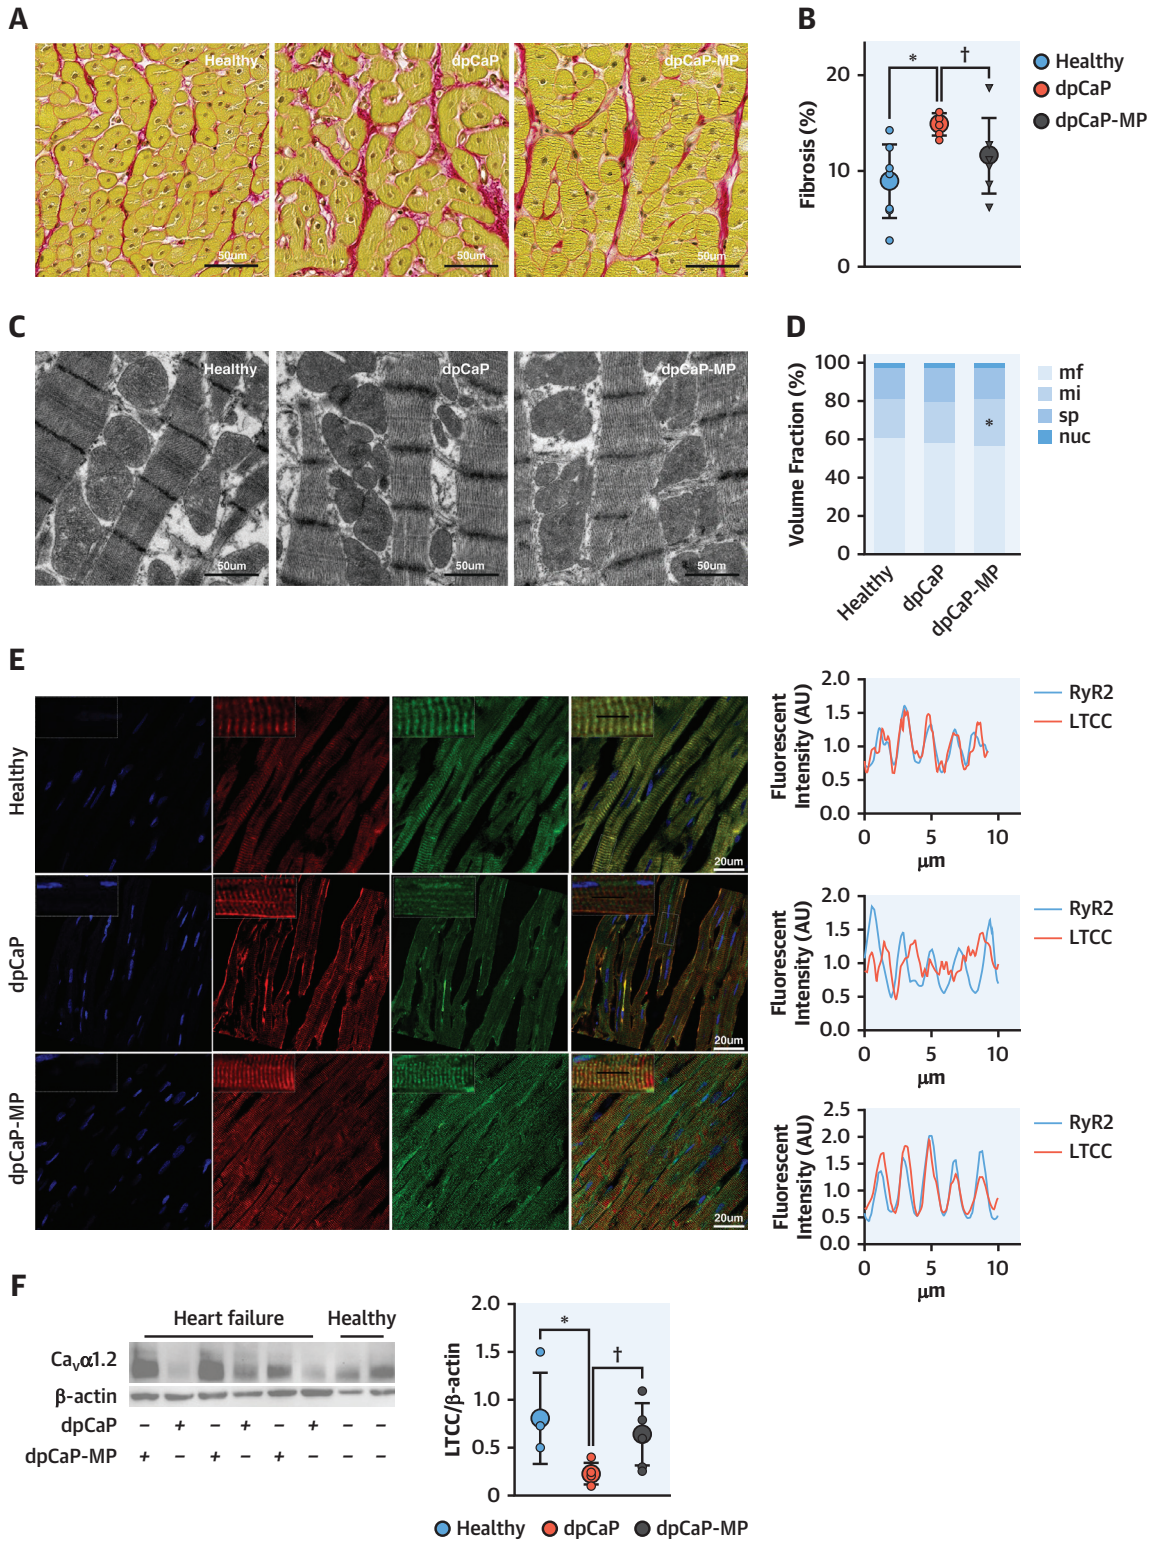 A
Healthy
50um
dpCaP
50um
dpCaP-MP
50um
B
Fibrosis (%)
20
10
0
*
†
Healthy
dpCaP
dpCaP-MP
C
Healthy
50um
dpCaP
50um
dpCaP-MP
50um
D
Volume Fraction (%)
100
80
60
40
20
0
*
Healthy
dpCaP
dpCaP-MP
mf
mi
sp
nuc
E
Healthy
20um
dpCaP
20um
dpCaP-MP
20um
Fluorescent
Intensity (AU)
2.0
1.5
1.0
0.5
0.0
0 5 10
μm
RyR2
LTCC
Fluorescent
Intensity (AU)
2.0
1.5
1.0
0.5
0.0
0 5 10
μm
RyR2
LTCC
Fluorescent
Intensity (AU)
2.5
2.0
1.5
1.0
0.5
0.0
0 5 10
μm
RyR2
LTCC
F
Heart failure Healthy
Cavα1.2
β-actin
dpCaP − + − + − + − −
dpCaP-MP + − + − + − − −
LTCC/β-actin
2.0
1.5
1.0
0.5
0
*
†
Healthy dpCaP dpCaP-MP